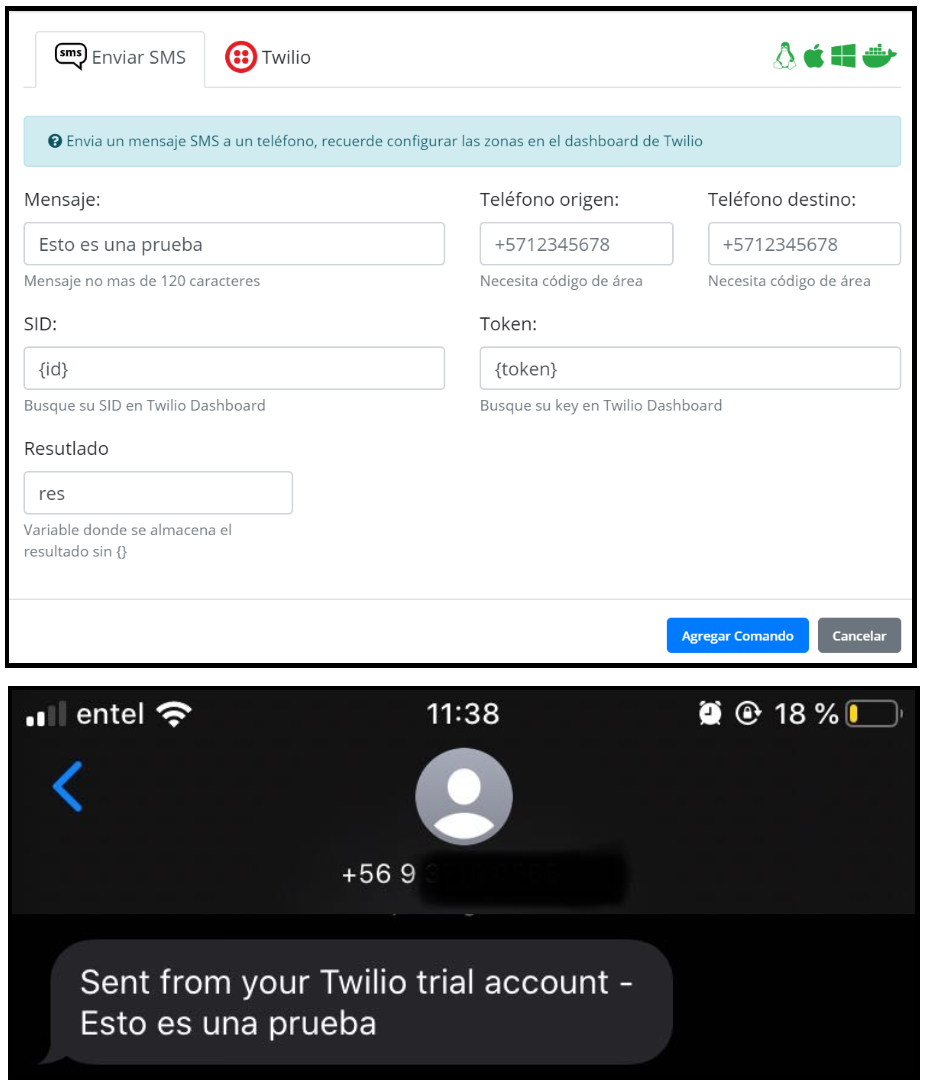 sms Enviar SMS Twilio
Envia un mensaje SMS a un teléfono, recuerde configurar las zonas en el dashboard de Twilio
Mensaje: Teléfono origen: Teléfono destino:
Esto es una prueba +5712345678 +5712345678
Mensaje no mas de 120 caracteres Necesita código de área Necesita código de área
SID: Token:
{id} {token}
Busque su SID en Twilio Dashboard Busque su key en Twilio Dashboard
Resutlado
res
Variable donde se almacena el
resultado sin {}
Agregar Comando Cancelar
entel 11:38 18 %
+56 9
Sent from your Twilio trial account -
Esto es una prueba